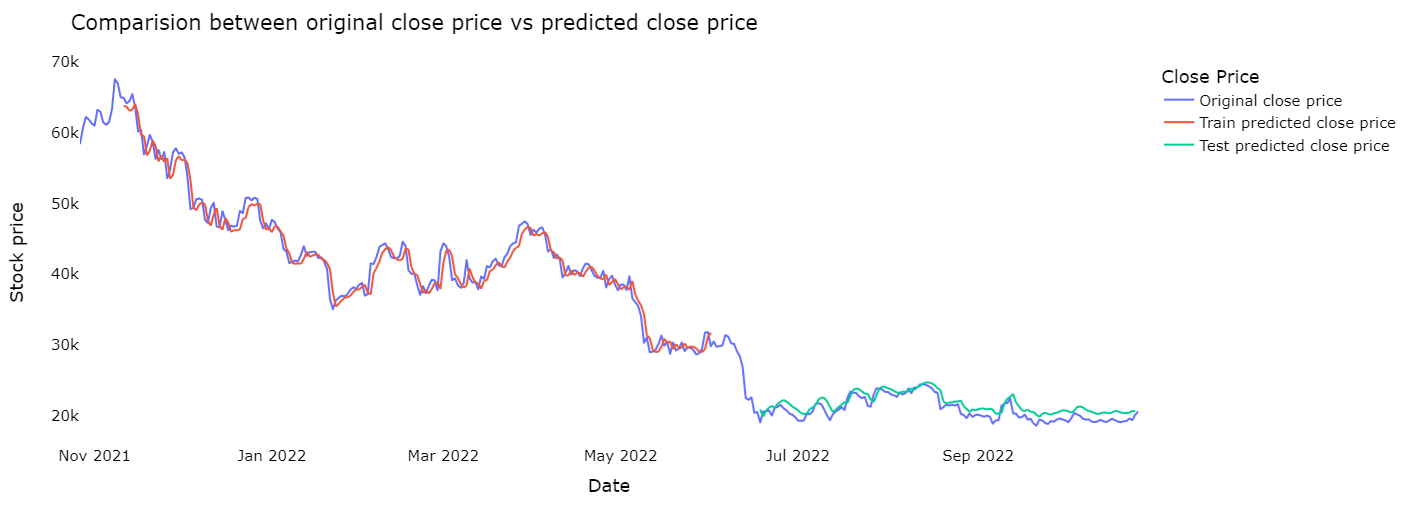 Comparision between original close price vs predicted close price
70k
60k
50k
40k
30k
20k
Stock price
Nov 2021
Jan 2022
Mar 2022
May 2022
Jul 2022
Sep 2022
Date
Close Price
Original close price
Train predicted close price
Test predicted close price